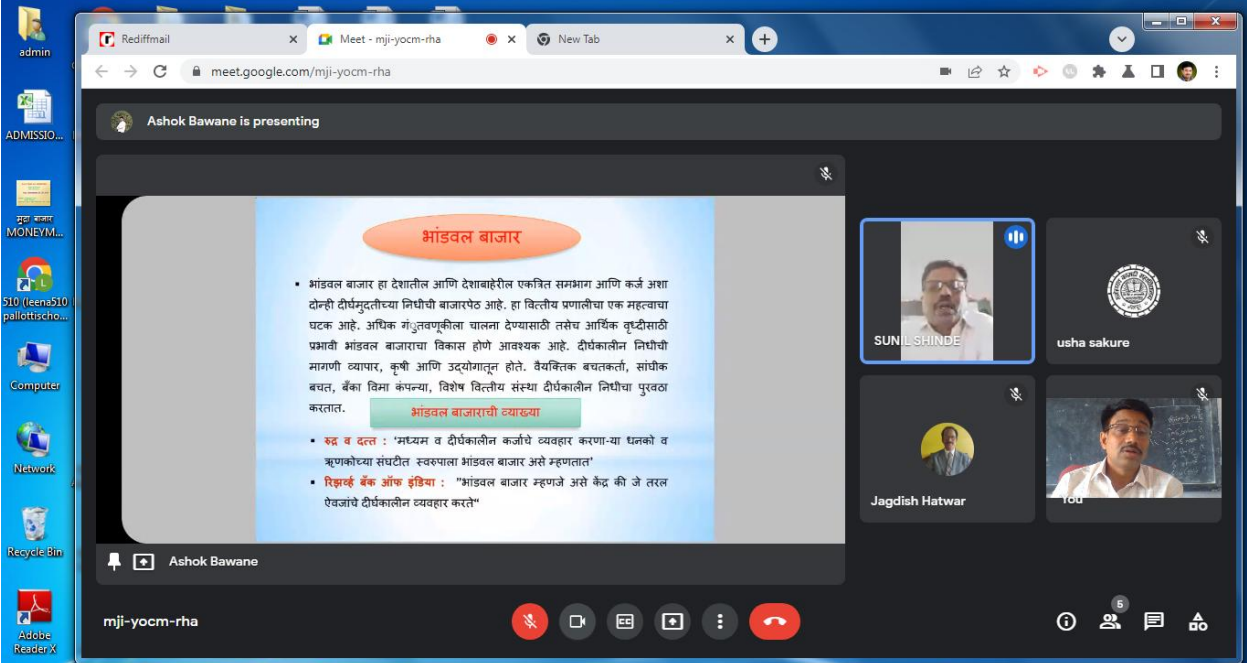 admin
ADMISSIO...
मुद्रा बाजार
MONEYM...
510 (leena510
pallottischo...
Computer
Network
Recycle Bin
Adobe
Reader X
Rediffmail
Meet - mji-yocm-rha
New Tab
meet.google.com/mji-yocm-rha
Ashok Bawane is presenting
भांडवल बाजार
▪ भांडवल बाजार हा देशातील आणि देशाबाहेरील एकत्रित समभाग आणि कर्ज अशा
दोन्ही दीर्घमुदतीच्या निधीची बाजारपेठ आहे. हा वित्तीय प्रणालीचा एक महत्वाचा
घटक आहे. अधिक गंुतवणूकीला चालना देण्यासाठी तसेच आर्थिक वृध्दीसाठी
प्रभावी भांडवल बाजाराचा विकास होणे आवश्यक आहे. दीर्घकालीन निधीची
मागणी व्यापार, कृषी आणि उद्योगातून होते. वैयक्तिक बचतकर्ता, सांघीक
बचत, बँका विमा कंपन्या, विशेष वित्तीय संस्था दीर्घकालीन निधीचा पुरवठा
करतात.
भांडवल बाजाराची व्याख्या
▪ रुद्र व दत्त : 'मध्यम व दीर्घकालीन कर्जाचे व्यवहार करणा-या धनको व
ऋणकोच्या संघटीत स्वरुपाला भांडवल बाजार असे म्हणतात'
▪ रिझर्व्ह बँक ऑफ इंडिया : "भांडवल बाजार म्हणजे असे केंद्र की जे तरल
ऐवजांचे दीर्घकालीन व्यवहार करते"
Ashok Bawane
SUNIL SHINDE
usha sakure
Jagdish Hatwar
You
mji-yocm-rha
CC
5